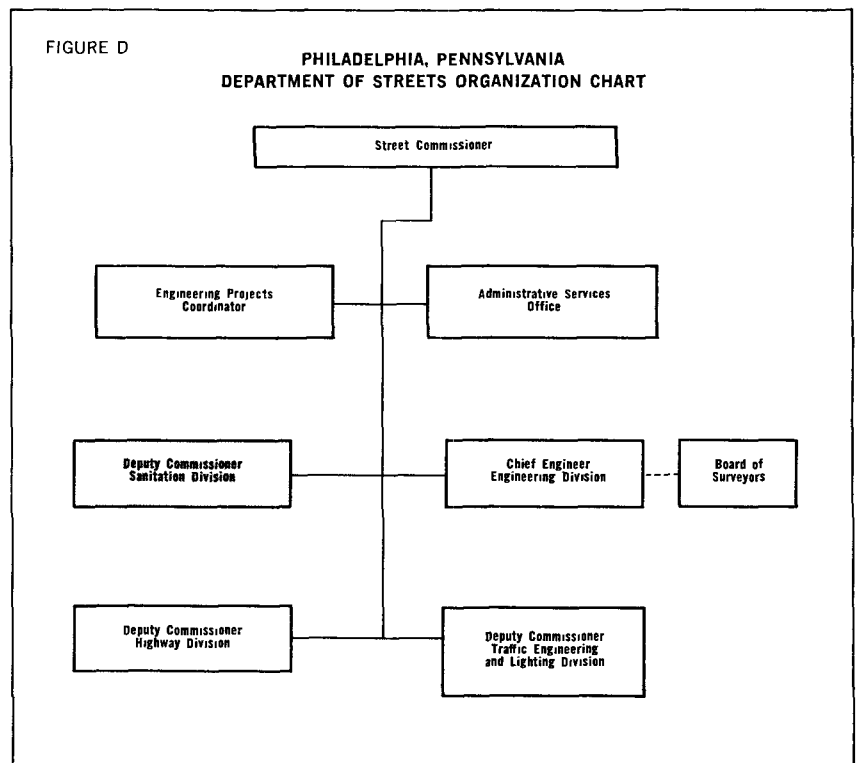 FIGURE D
PHILADELPHIA, PENNSYLVANIA
DEPARTMENT OF STREETS ORGANIZATION CHART
Street Commissioner
Engineering Projects
Coordinator
Administrative Services
Office
Deputy Commissioner
Sanitation Division
Chief Engineer
Engineering Division
Board of
Surveyors
Deputy Commissioner
Highway Division
Deputy Commissioner
Traffic Engineering
and Lighting Division